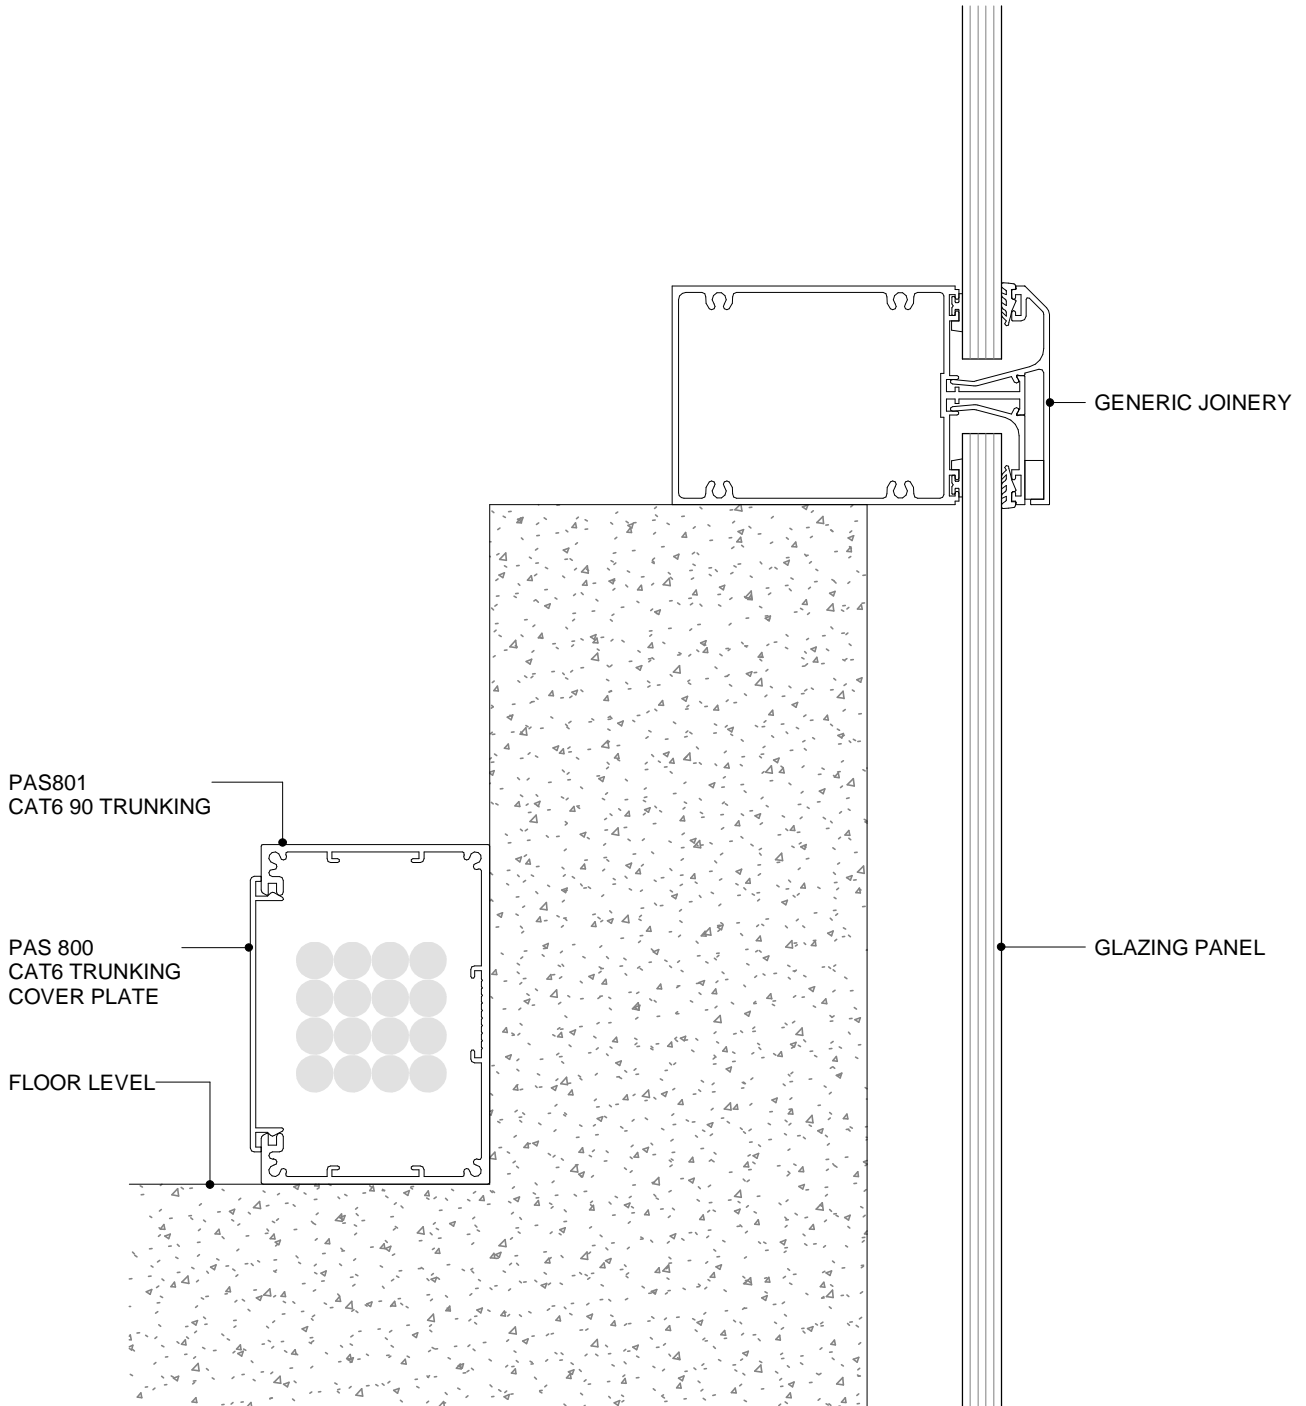 GENERIC JOINERY
PAS801
CAT6 90 TRUNKING
PAS 800
CAT6 TRUNKING
COVER PLATE
GLAZING PANEL
FLOOR LEVEL